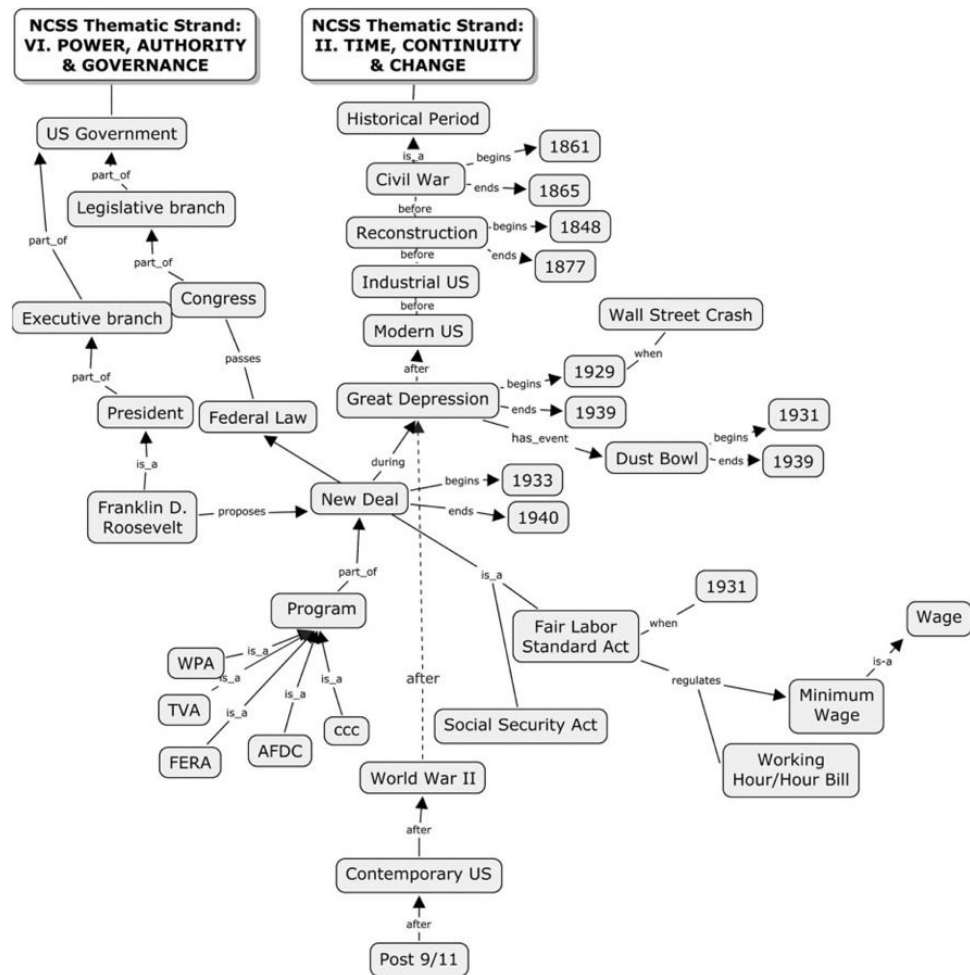 NCSS Thematic Strand:
VI. POWER, AUTHORITY
& GOVERNANCE
NCSS Thematic Strand:
II. TIME, CONTINUITY
& CHANGE
Historical Period
US Government
is_a
begins
1861
part_of
Civil War
ends
1865
Legislative branch
before
Reconstruction
begins
1848
part_of
part_of
before
ends
1877
Industrial US
Congress
before
Executive branch
Modern US
Wall Street Crash
passes
after
when
part_of
begins
1929
President
Federal Law
Great Depression
ends
1939
1931
has_event
begins
Dust Bowl
ends
1939
is_a
during
Franklin D.
Roosevelt
proposes
New Deal
begins
1933
ends
1940
part_of
is_a
1931
Program
when
Fair Labor
Standard Act
Wage
WPA
is_a
is_a
TVA
is_a
is_a
is_a
FERA
AFDC
ccc
after
regulates
is-a
Minimum
Wage
Social Security Act
Working
Hour/Hour Bill
World War II
after
Contemporary US
after
Post 9/11